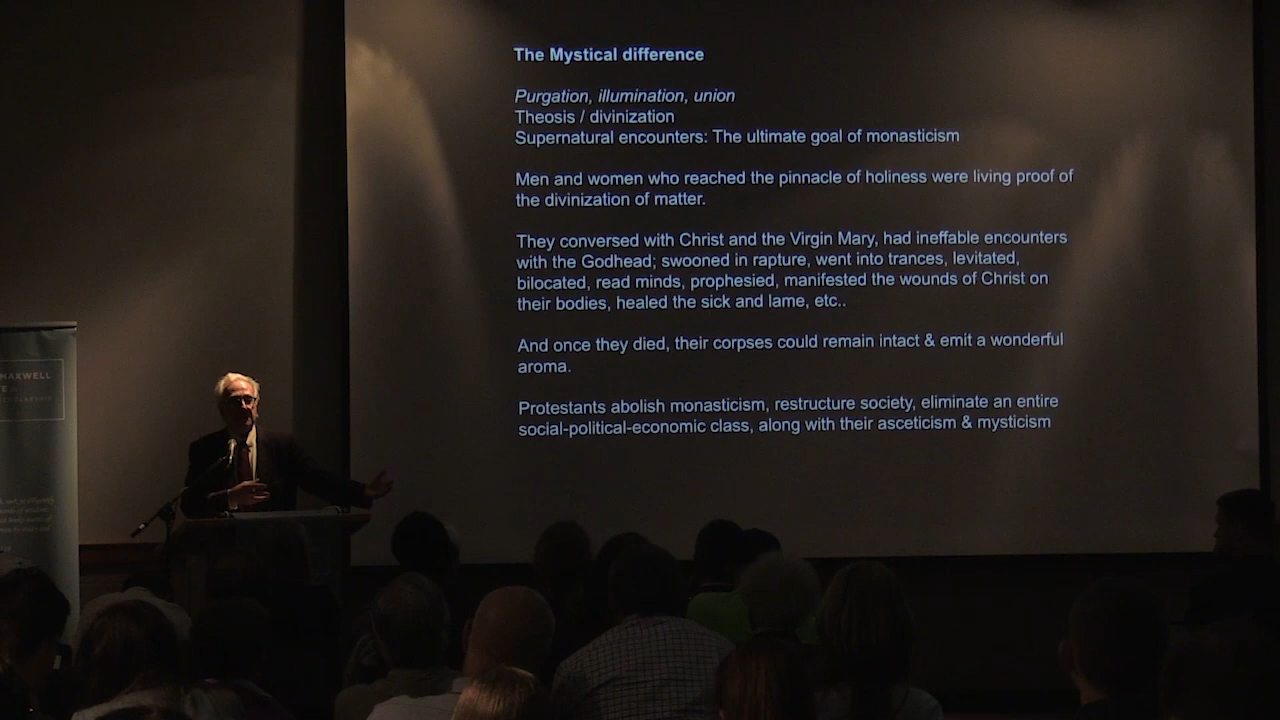 The Mystical difference
Purgation, illumination, union
Theosis / divinization
Supernatural encounters: The ultimate goal of monasticism
Men and women who reached the pinnacle of holiness were living proof of
the divinization of matter.
They conversed with Christ and the Virgin Mary, had ineffable encounters
with the Godhead; swooned in rapture, went into trances, levitated,
bilocated, read minds, prophesied, manifested the wounds of Christ on
their bodies, healed the sick and lame, etc..
And once they died, their corpses could remain intact & emit a wonderful
aroma.
Protestants abolish monasticism, restructure society, eliminate an entire
social-political-economic class, along with their asceticism & mysticism
MAXWELL